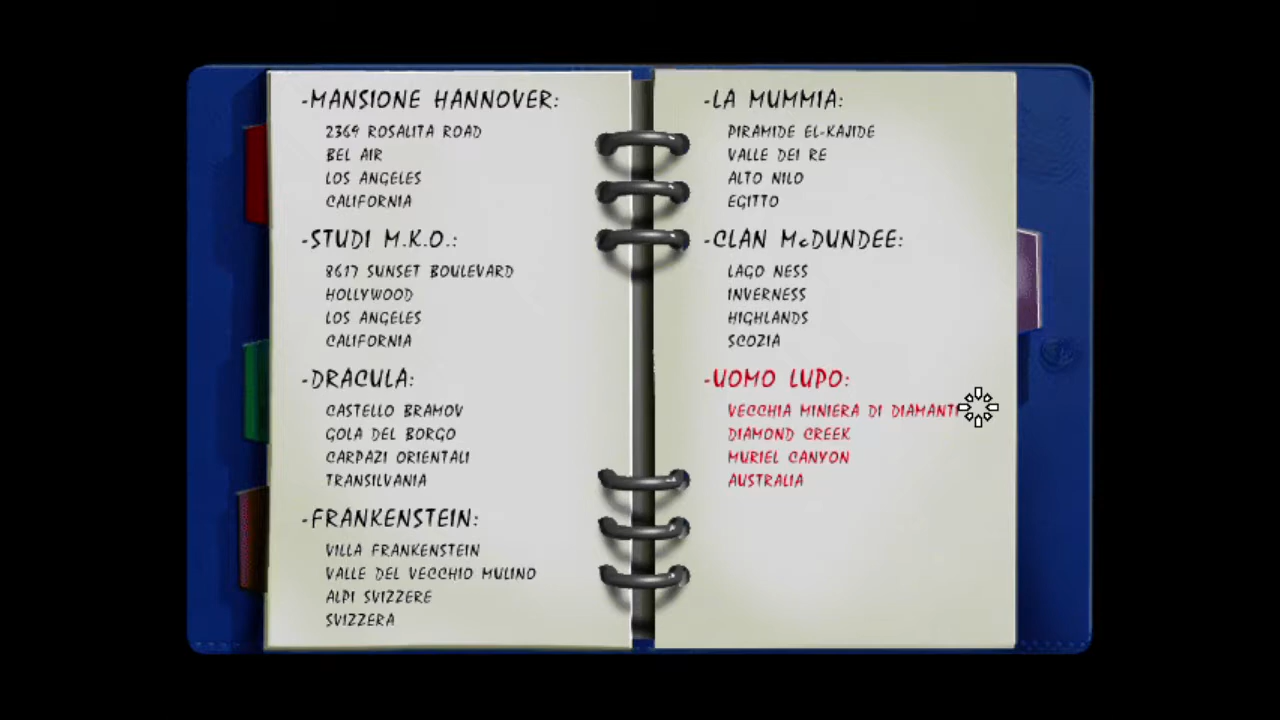 -MANSIONE HANNOVER:
2369 ROSALITA ROAD
BEL AIR
LOS ANGELES
CALIFORNIA
-STUDI M.K.O.:
8617 SUNSET BOULEVARD
HOLLYWOOD
LOS ANGELES
CALIFORNIA
-DRACULA:
CASTELLO BRAMOV
GOLA DEL BORGO
CARPAZI ORIENTALI
TRANSILVANIA
-FRANKENSTEIN:
VILLA FRANKENSTEIN
VALLE DEL VECCHIO MULINO
ALPI SVIZZERE
SVIZZERA
-LA MUMMIA:
PIRAMIDE EL-KAJIDE
VALLE DEI RE
ALTO NILO
EGITTO
-CLAN McDUNDEE:
LAGO NESS
INVERNESS
HIGHLANDS
SCOZIA
-UOMO LUPO:
VECCHIA MINIERA DI DIAMANTI
DIAMOND CREEK
MURIEL CANYON
AUSTRALIA